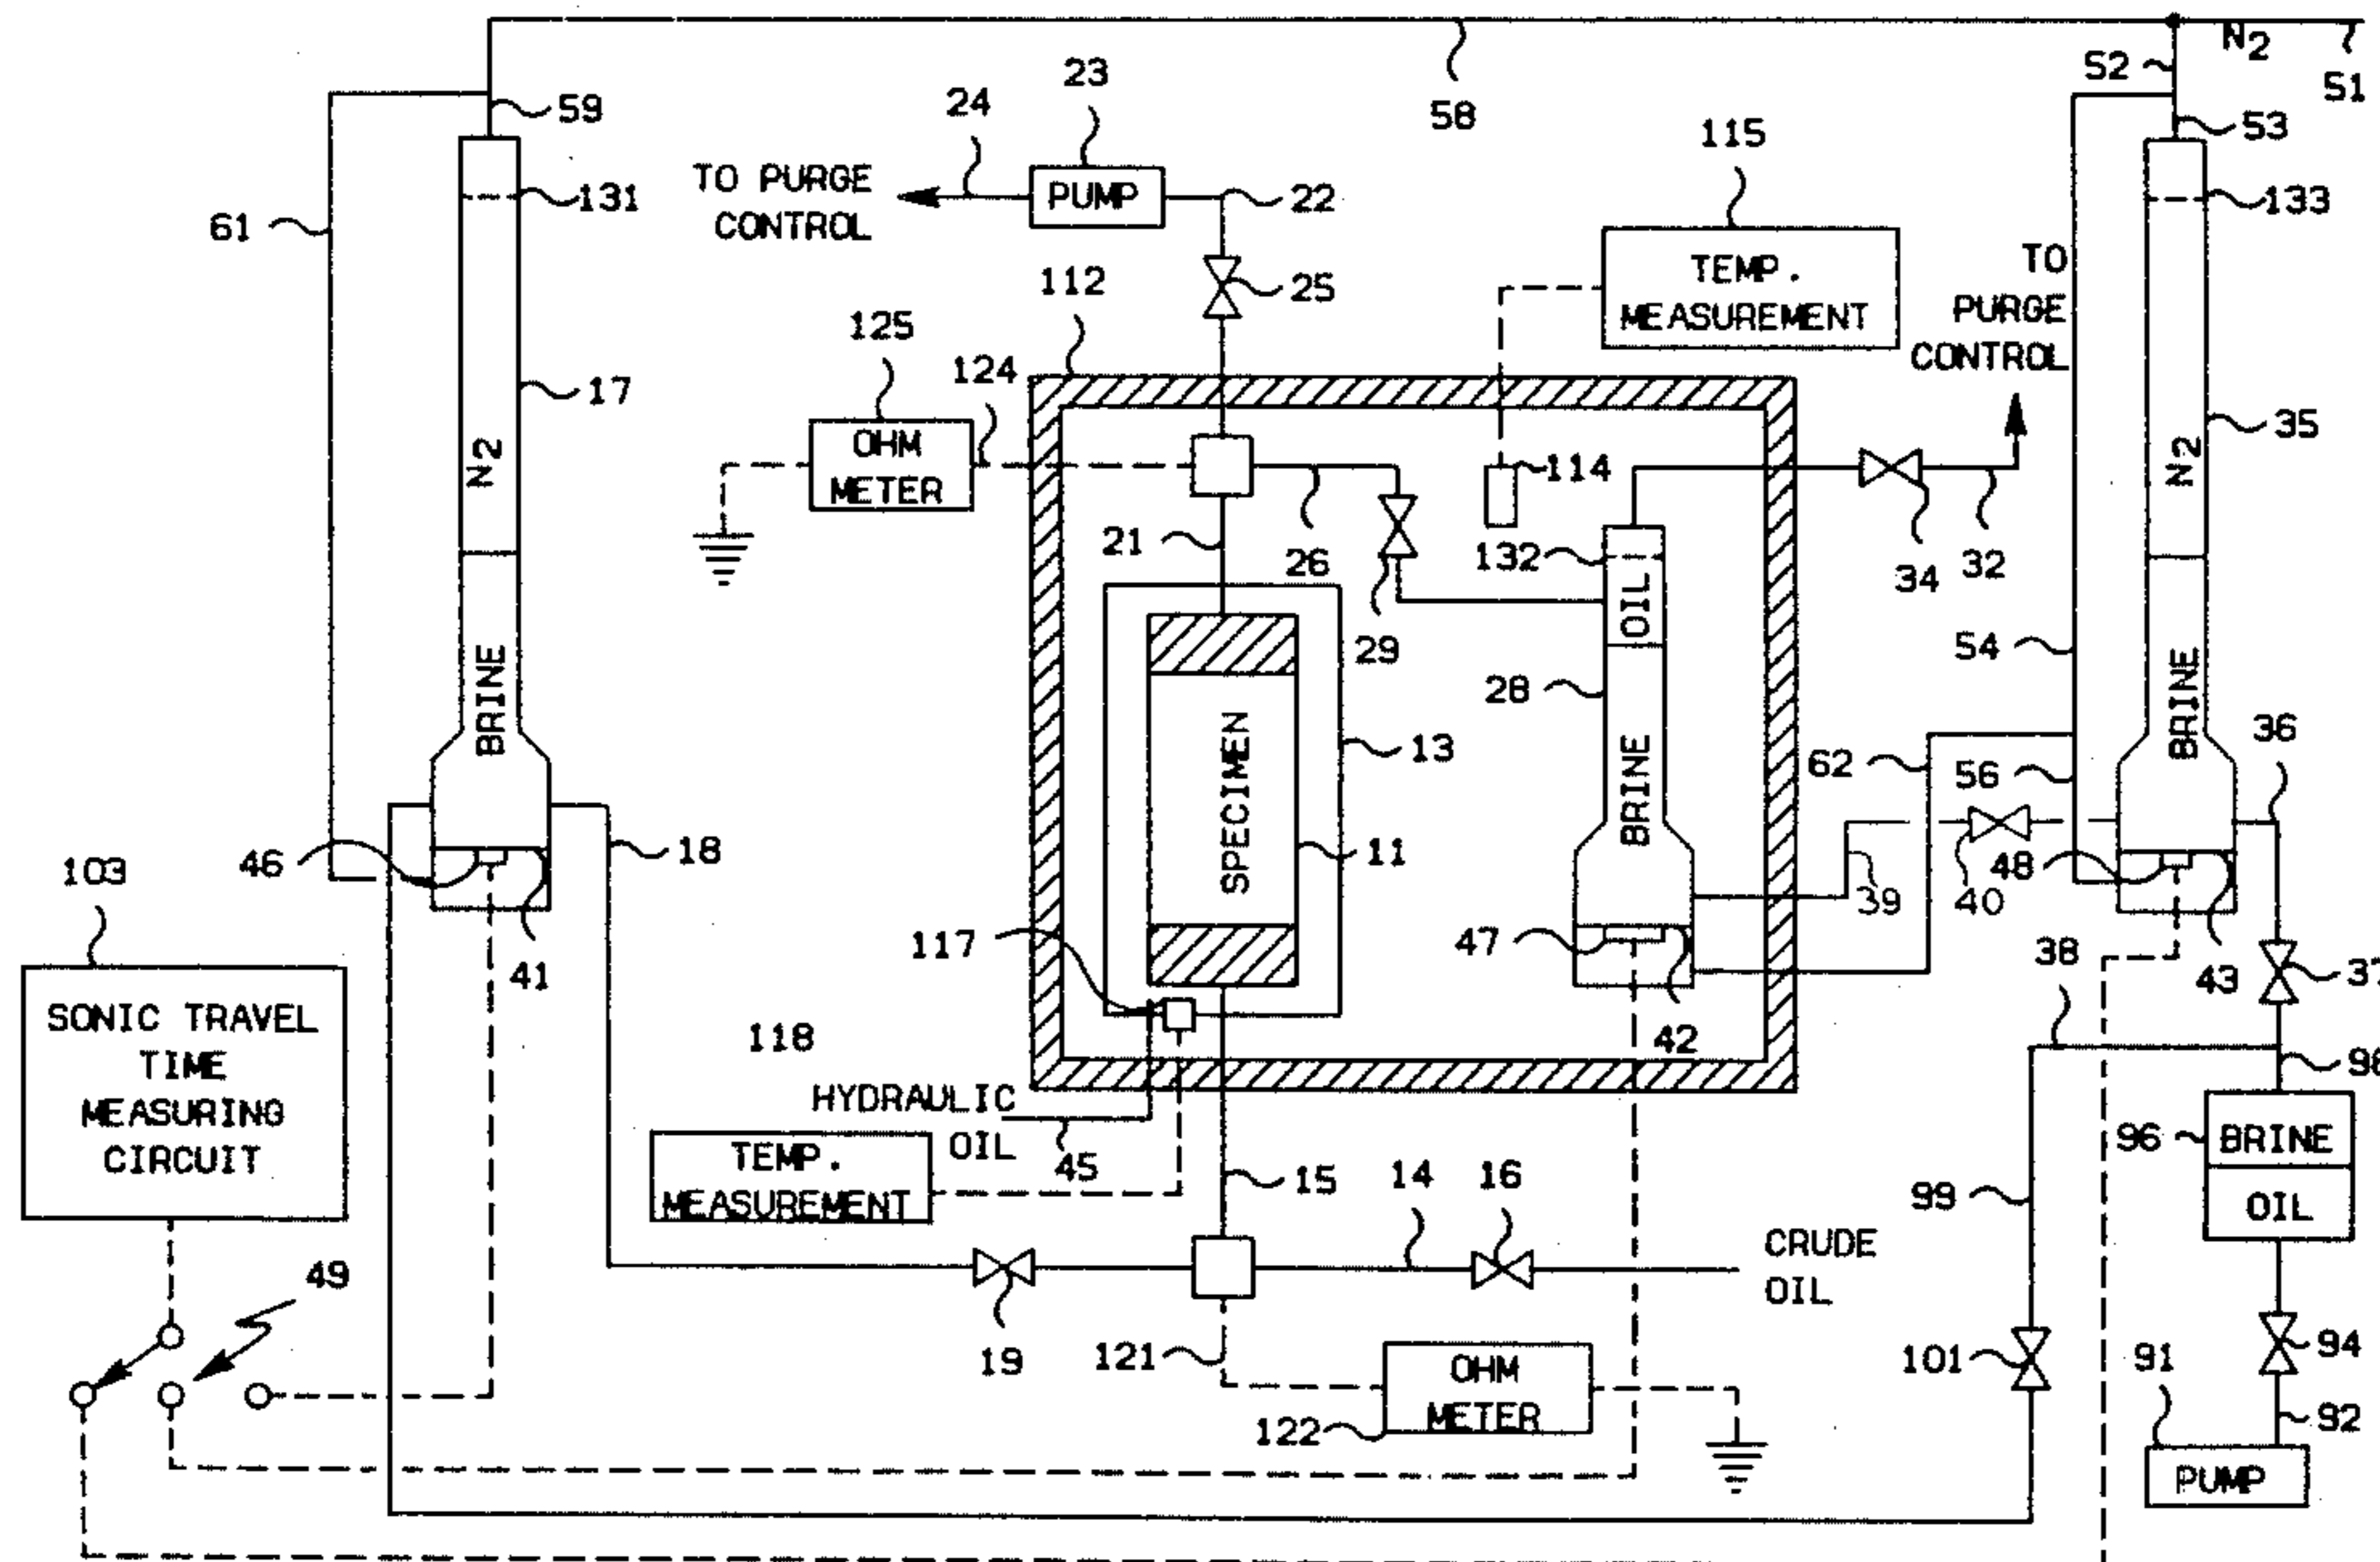 N2
52
51
23
24
59
58
53
115
TO PURGE
CONTROL
PUMP
22
131
133
61
TO
PURGE
CONTROL
TEMP.
MEASUREMENT
112
25
125
124
17
35
OHM
METER
114
N2
N2
21
26
132
34
32
29
OIL
54
BRINE
28
BRINE
SPECIMEN
13
BRINE
36
62
56
46
18
11
48
103
39
40
117
47
38
41
43
37
SONIC TRAVEL
TIME
MEASURING
CIRCUIT
118
42
98
HYDRAULIC
OIL
45
96
BRINE
TEMP.
MEASUREMENT
15
14
16
99
OIL
CRUDE
OIL
49
19
121
OHM
METER
101
91
94
122
92
PUMP